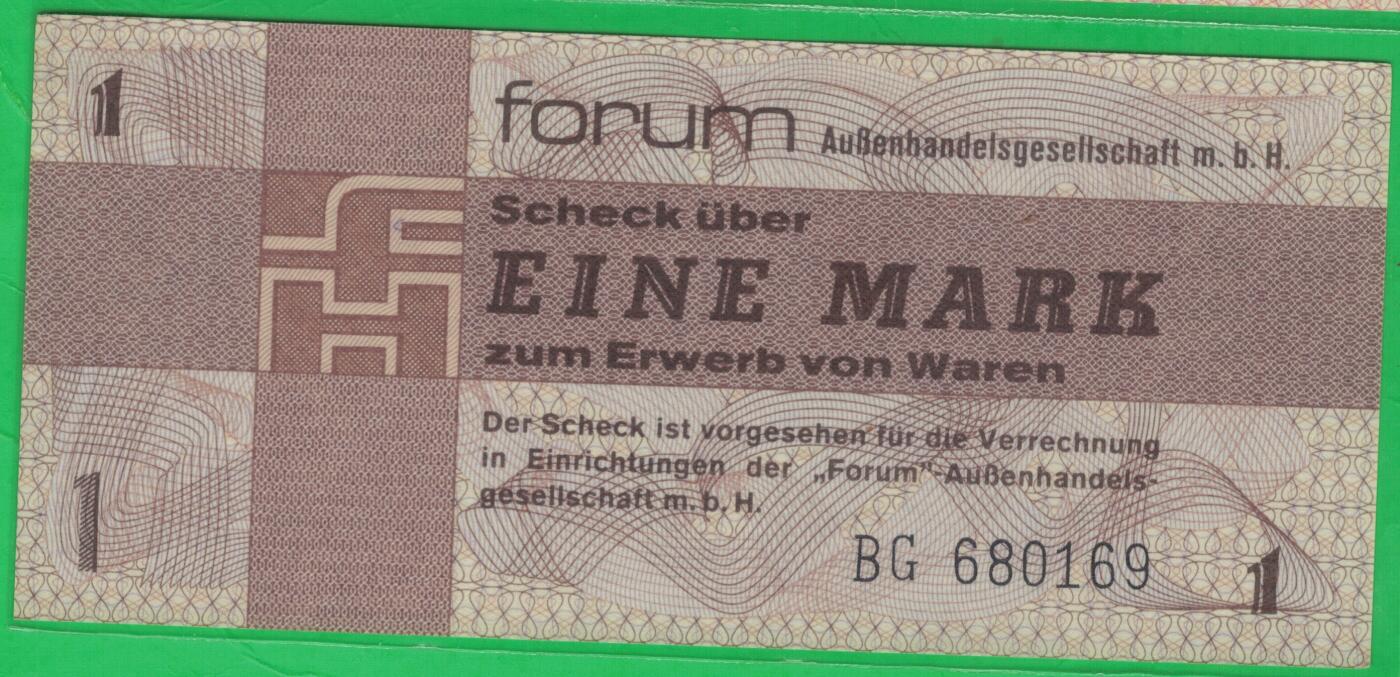 1
forum Außenhandelsgesellschaft m. b. H.
Scheck über
EINE MARK
zum Erwerb von Waren
Der Scheck ist vorgesehen für die Verrechnung
in Einrichtungen der „Forum"-Außenhandels-
gesellschaft m. b. H.
1
BG 680169
1